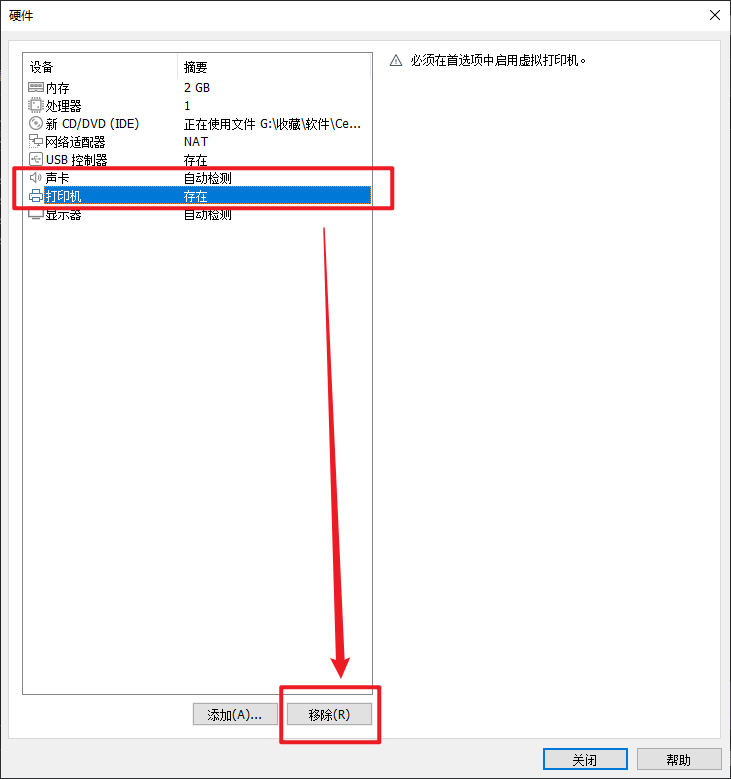 硬件
设备 摘要
内存 2 GB
处理器 1
新 CD/DVD (IDE) 正在使用文件 G:\收藏\软件\Ce...
网络适配器 NAT
USB 控制器 存在
声卡 自动检测
打印机 存在
显示器 自动检测
必须在首选项中启用虚拟打印机。
添加(A)... 移除(R)
关闭 帮助